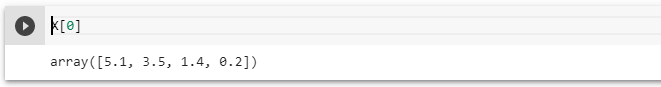 X[0]
array([5.1, 3.5, 1.4, 0.2])